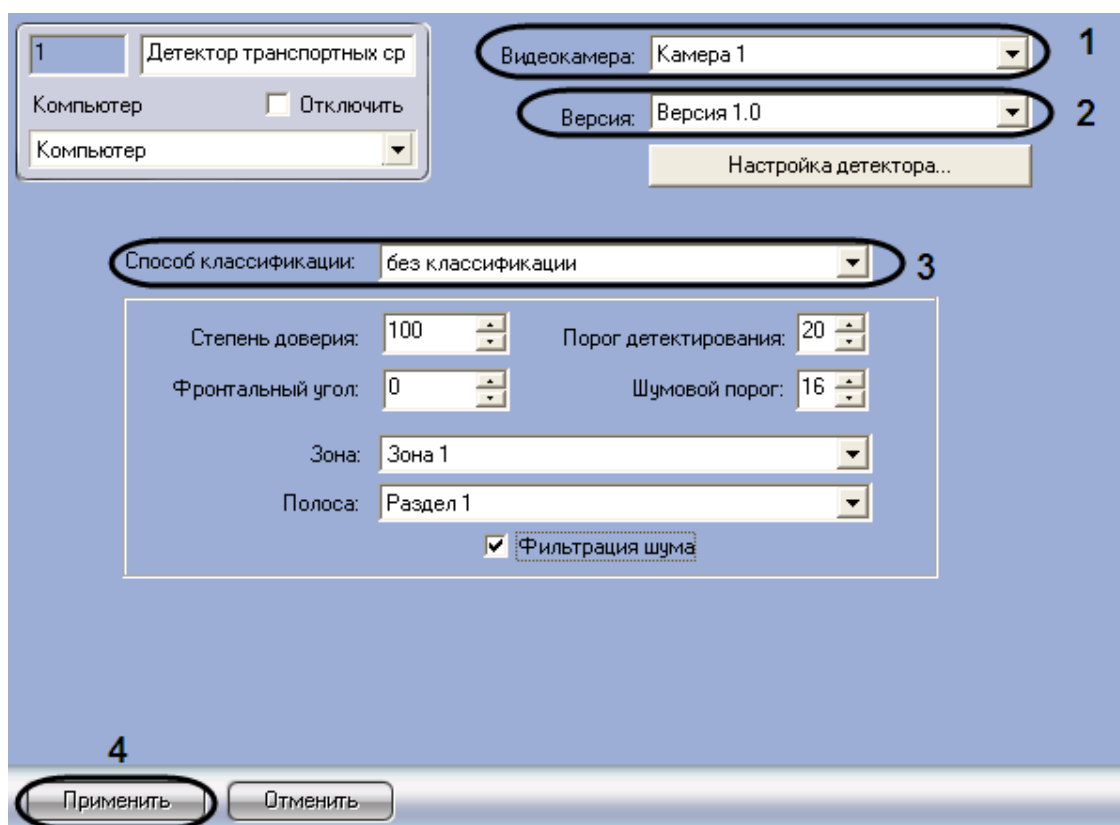 1 Детектор транспортных ср
Компьютер Отключить
Компьютер
Видеокамера: Камера 1 1
Версия: Версия 1.0 2
Настройка детектора...
Способ классификации: без классификации 3
Степень доверия: 100 Порог детектирования: 20
Фронтальный угол: 0 Шумовой порог: 16
Зона: Зона 1
Полоса: Раздел 1
Фильтрация шума
4
Применить Отменить